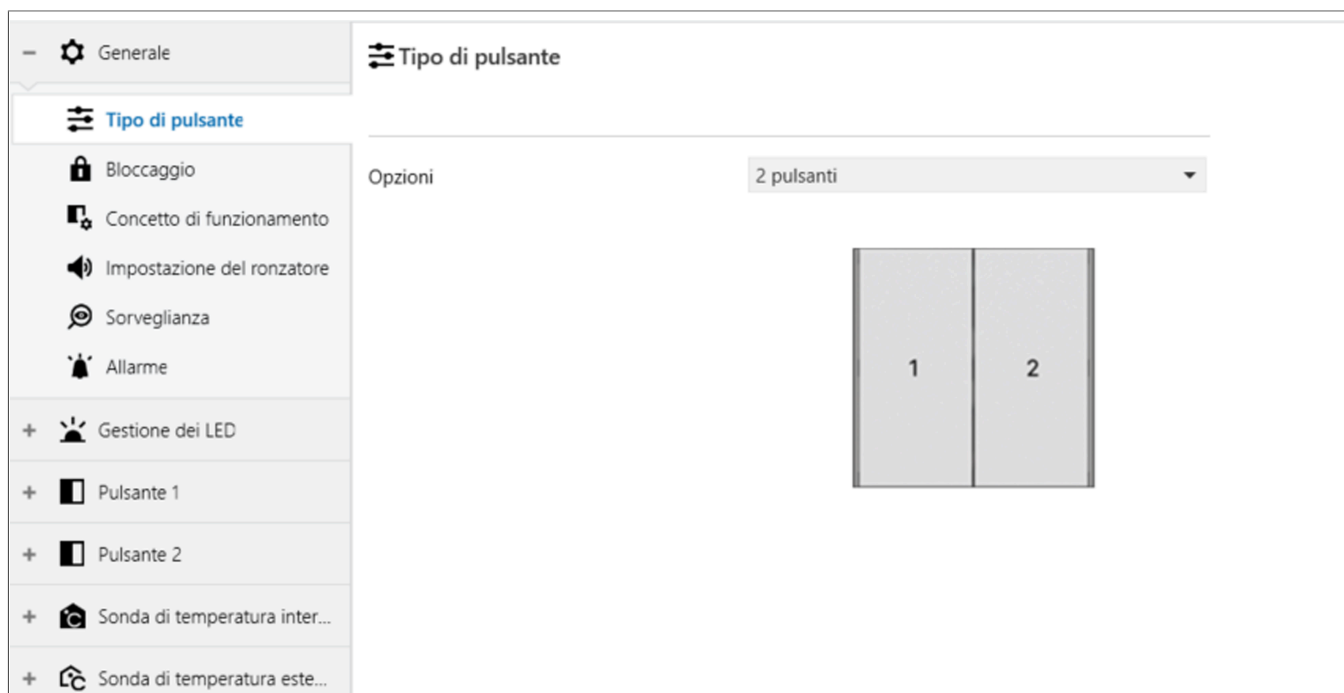 Generale
Tipo di pulsante
Tipo di pulsante
Bloccaggio
Opzioni
2 pulsanti
Concetto di funzionamento
Impostazione del ronzatore
Sorveglianza
Allarme
1
2
Gestione dei LED
Pulsante 1
Pulsante 2
Sonda di temperatura inter...
Sonda di temperatura este...